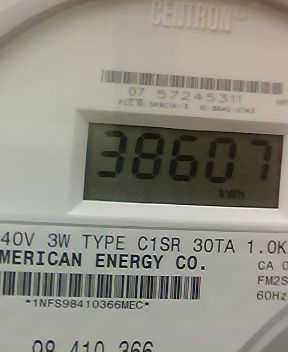 CENTRON®
07 57245311
38607
kWh
40V 3W TYPE C1SR 30TA 1.0K
MERICAN ENERGY CO.
CA 0
FM2S
60Hz
*1NFS98410366MEC*
98 410 366